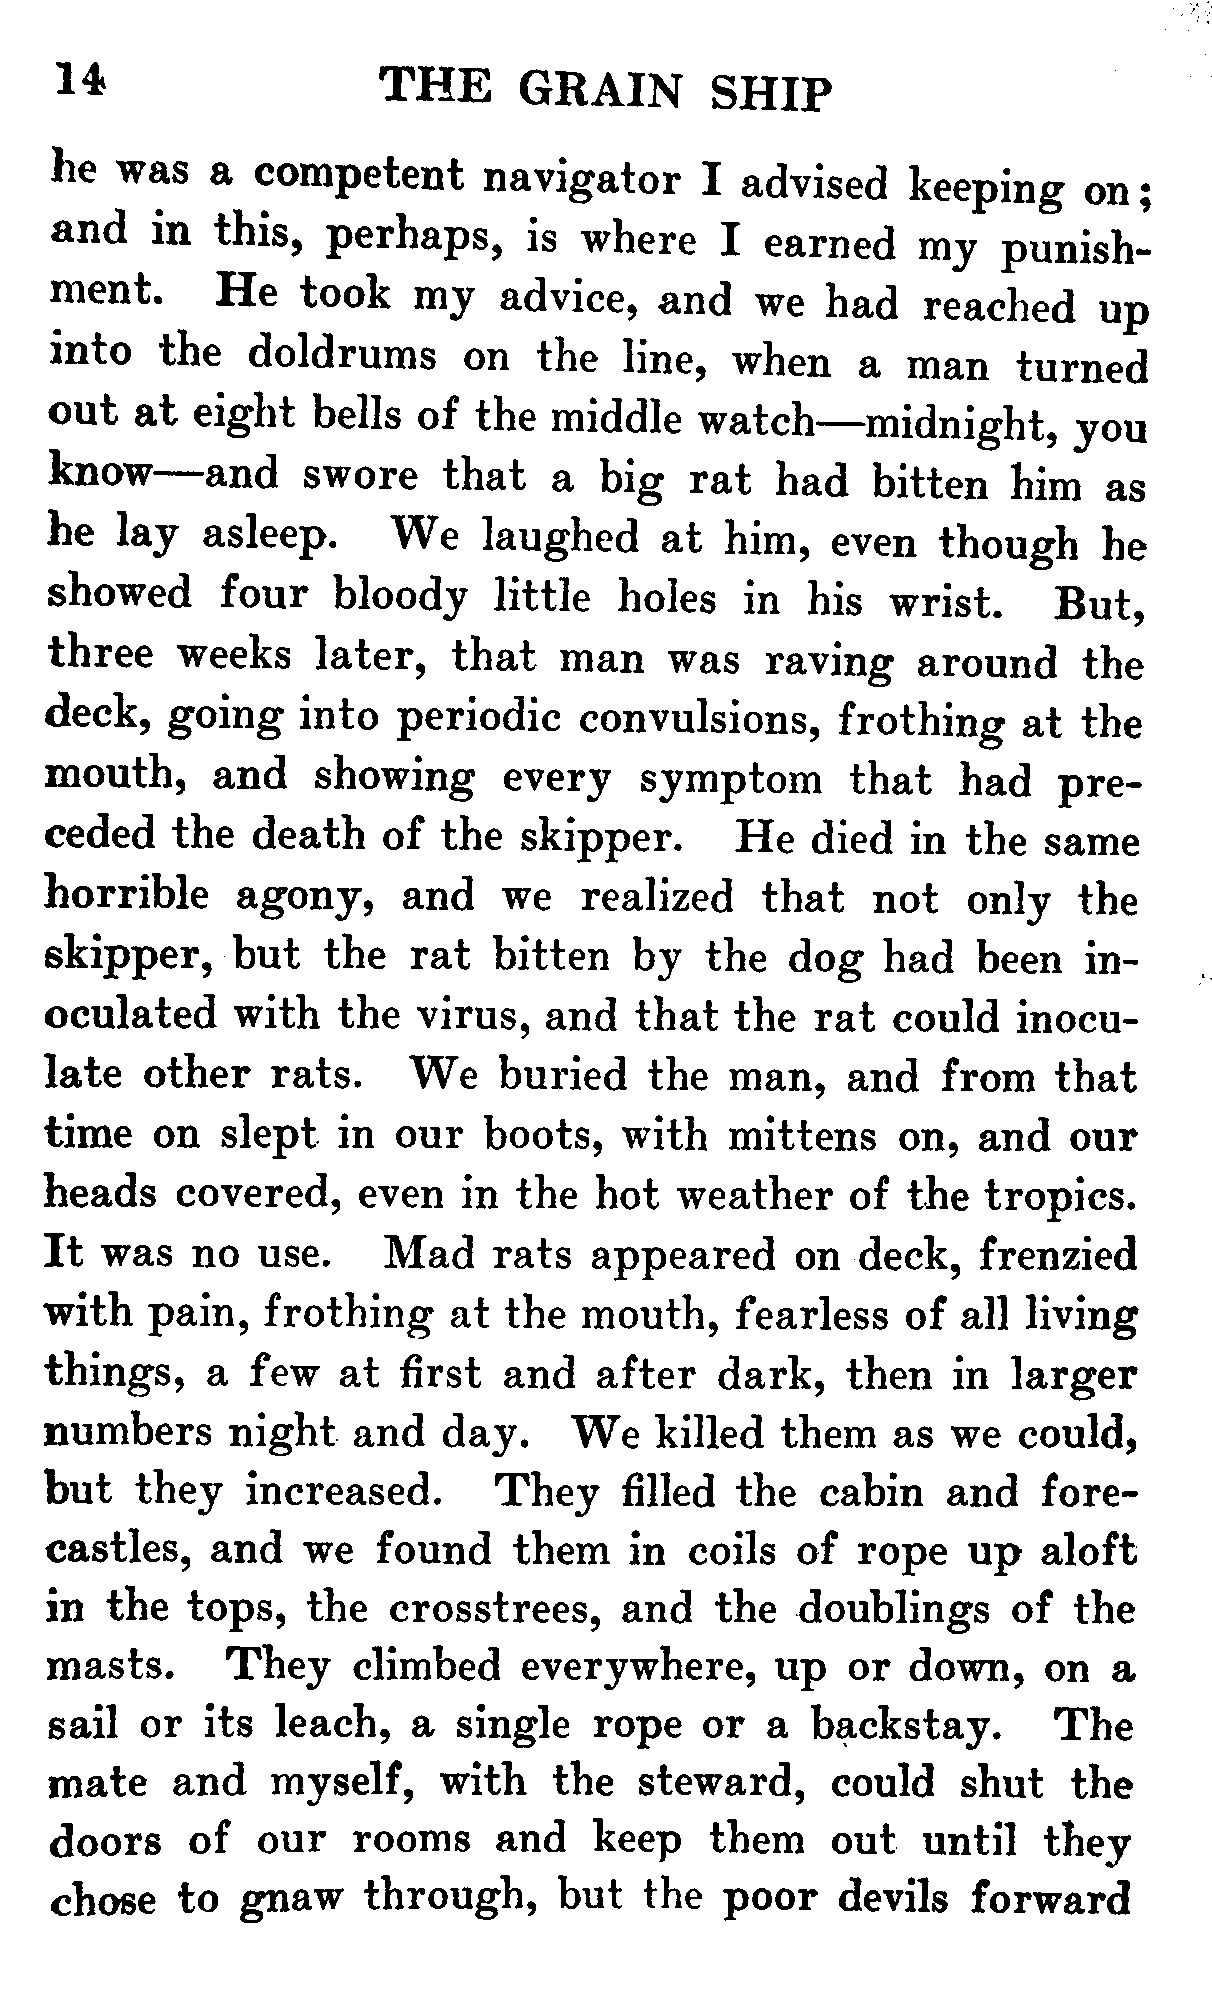 14 THE GRAIN SHIP
he was a competent navigator I advised keeping on;
and in this, perhaps, is where I earned my punish-
ment. He took my advice, and we had reached up
into the doldrums on the line, when a man turned
out at eight bells of the middle watch—midnight, you
know—and swore that a big rat had bitten him as
he lay asleep. We laughed at him, even though he
showed four bloody little holes in his wrist. But,
three weeks later, that man was raving around the
deck, going into periodic convulsions, frothing at the
mouth, and showing every symptom that had pre-
ceded the death of the skipper. He died in the same
horrible agony, and we realized that not only the
skipper, but the rat bitten by the dog had been in-
oculated with the virus, and that the rat could inocu-
late other rats. We buried the man, and from that
time on slept in our boots, with mittens on, and our
heads covered, even in the hot weather of the tropics.
It was no use. Mad rats appeared on deck, frenzied
with pain, frothing at the mouth, fearless of all living
things, a few at first and after dark, then in larger
numbers night and day. We killed them as we could,
but they increased. They filled the cabin and fore-
castles, and we found them in coils of rope up aloft
in the tops, the crosstrees, and the doublings of the
masts. They climbed everywhere, up or down, on a
sail or its leach, a single rope or a backstay. The
mate and myself, with the steward, could shut the
doors of our rooms and keep them out until they
chose to gnaw through, but the poor devils forward